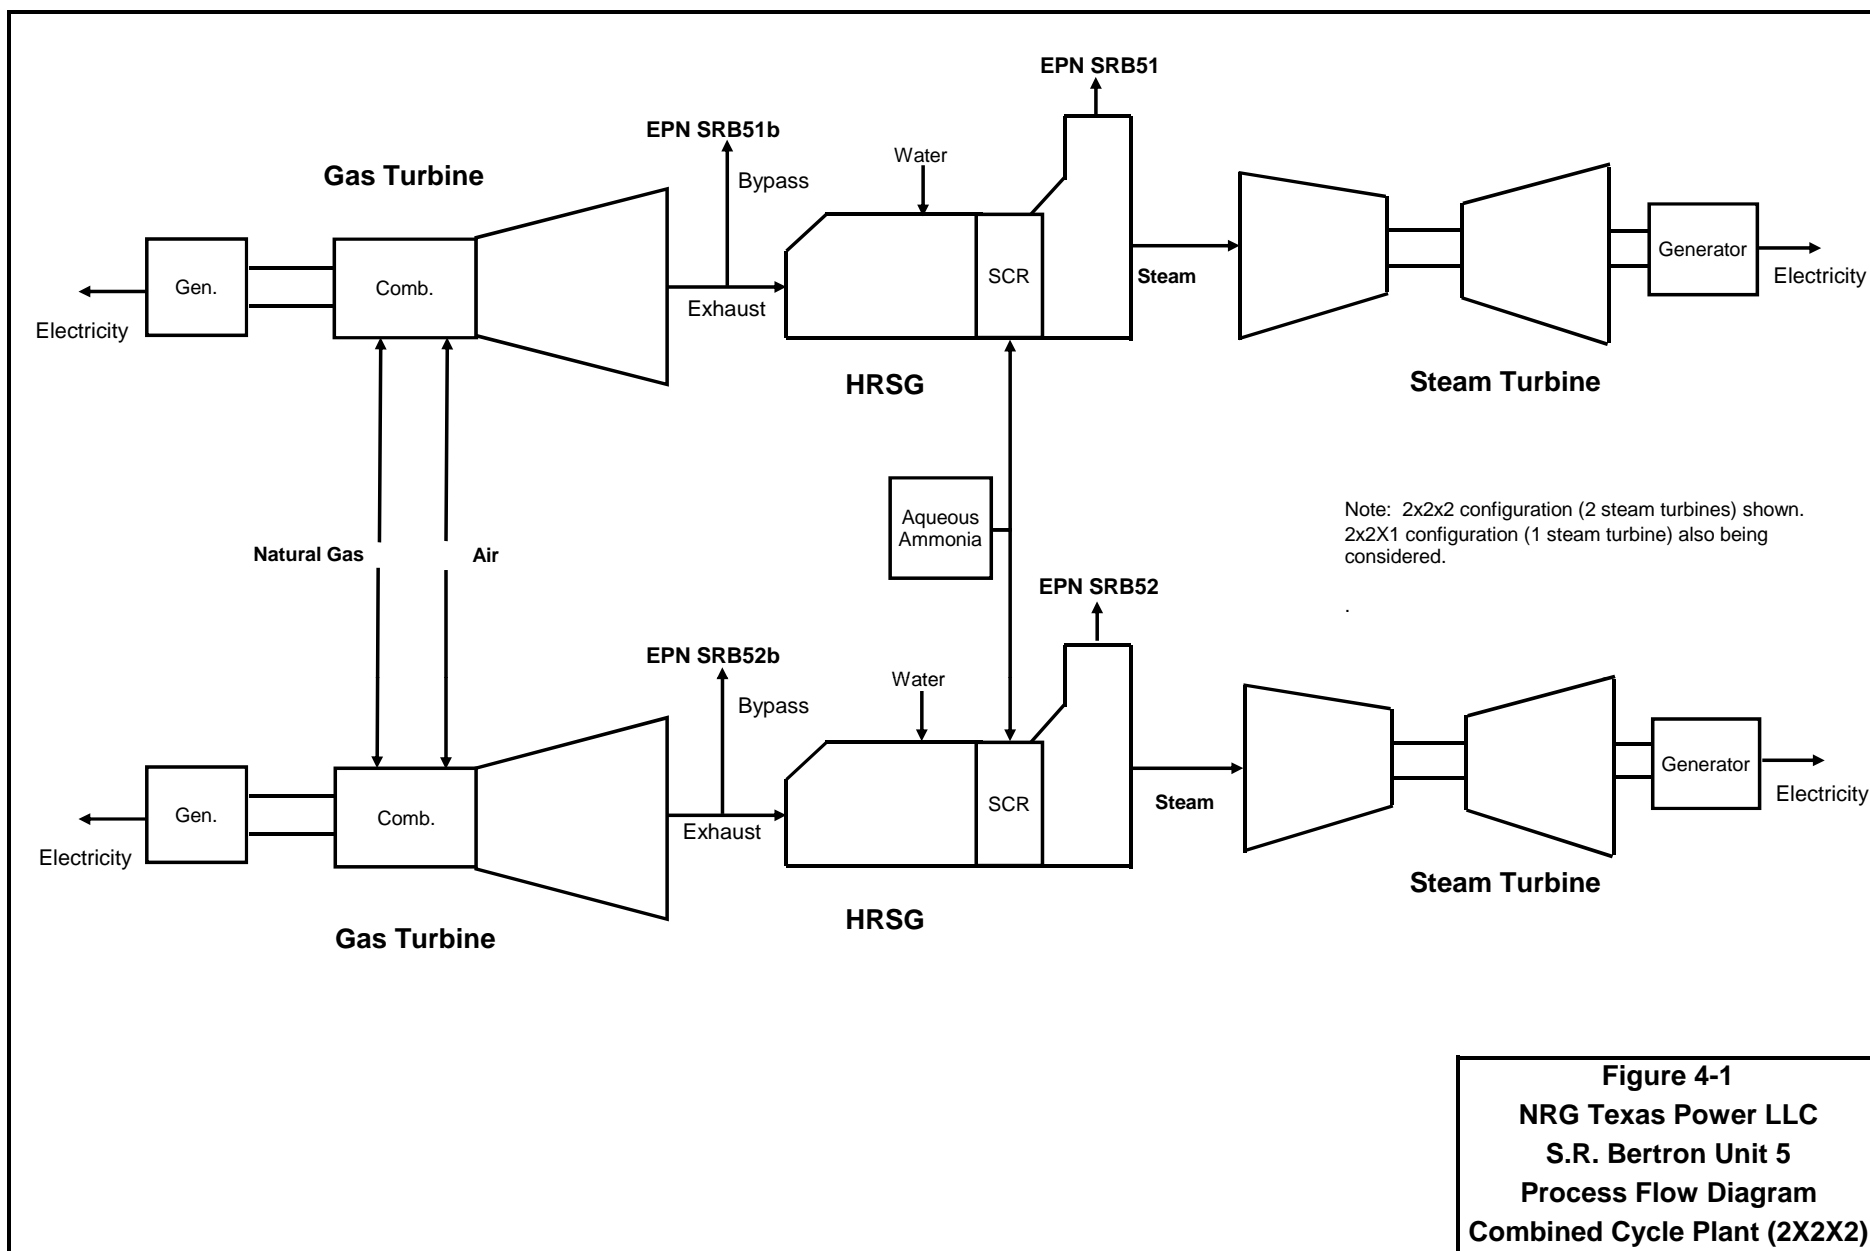 EPN SRB51
EPN SRB51b
Water
Gas Turbine
Bypass
Gen.
Comb.
SCR
Generator
Electricity
Exhaust
Steam
Electricity
HRSG
Steam Turbine
Aqueous
Ammonia
Note:  2x2x2 configuration (2 steam turbines) shown.
2x2X1 configuration (1 steam turbine) also being
considered.
.
Natural Gas
Air
EPN SRB52
EPN SRB52b
Water
Bypass
Gen.
Comb.
SCR
Generator
Electricity
Exhaust
Steam
Electricity
HRSG
Steam Turbine
Gas Turbine
Figure 4-1
NRG Texas Power LLC
S.R. Bertron Unit 5
Process Flow Diagram
Combined Cycle Plant (2X2X2)